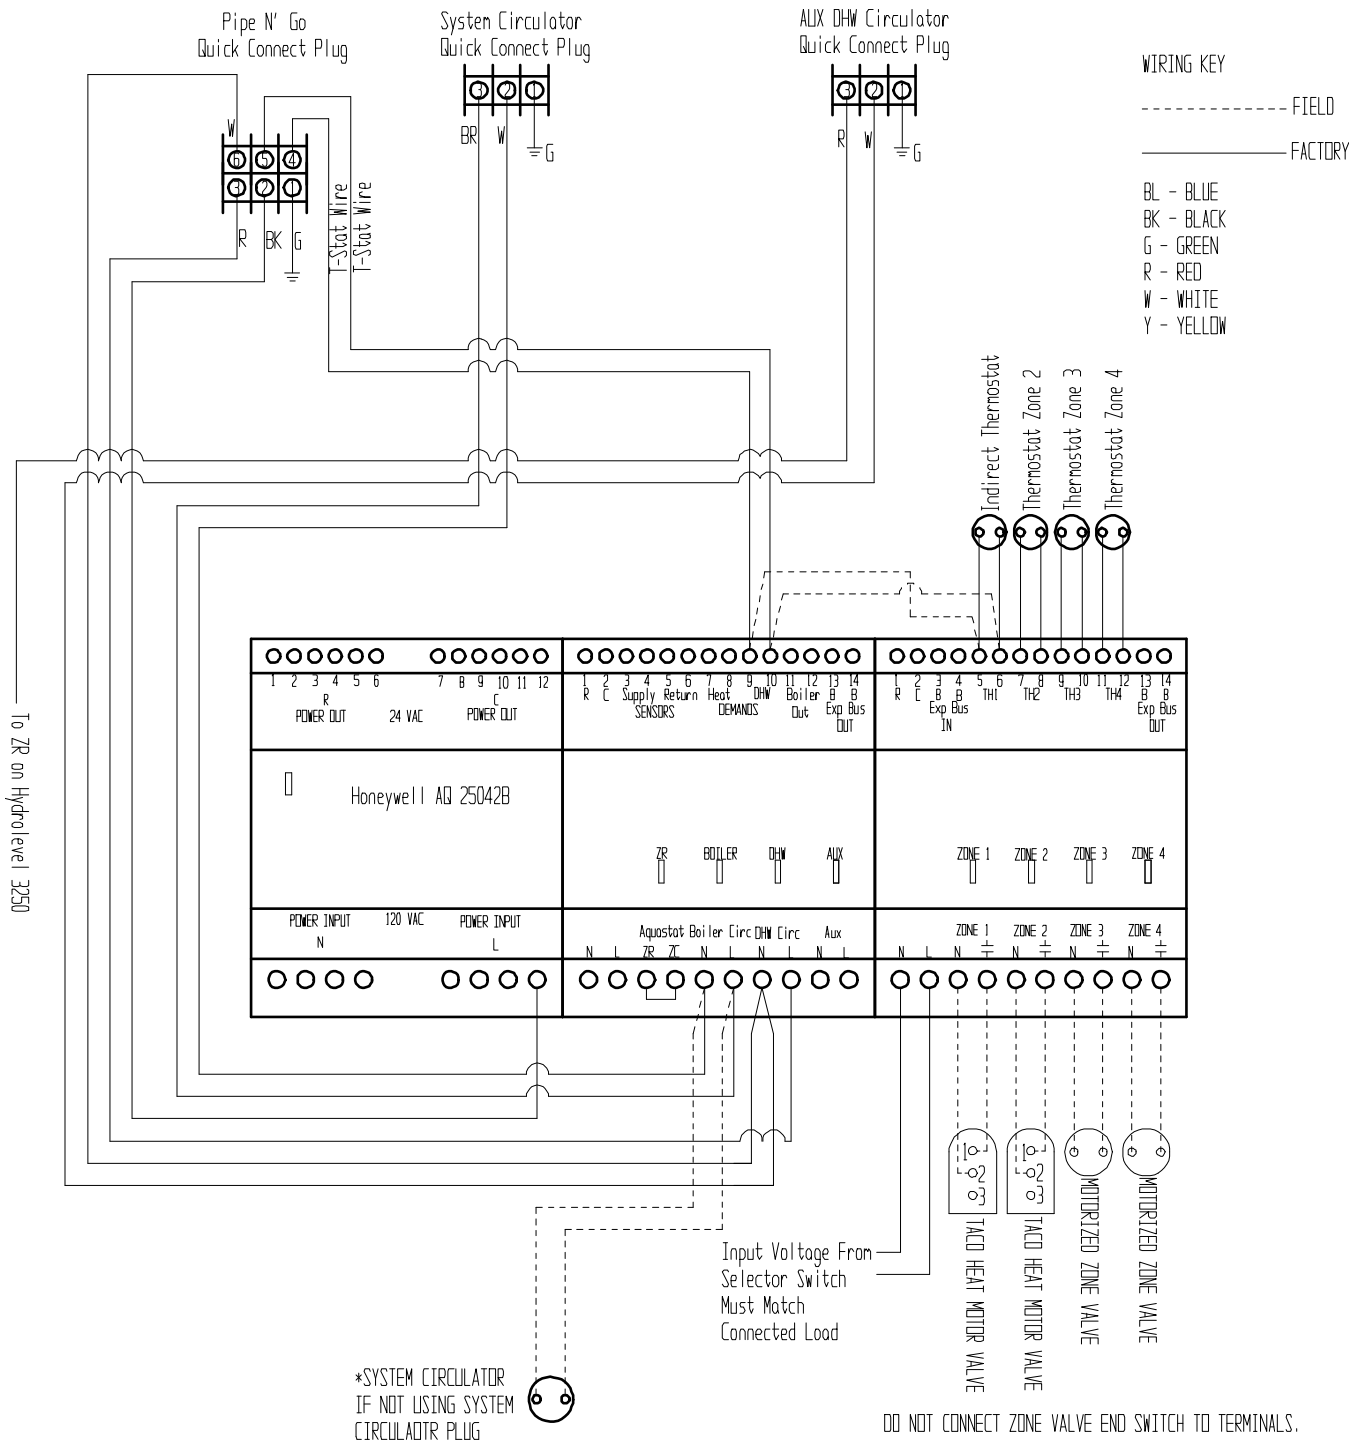 Pipe N' Go
Quick Connect Plug
System Circulator
Quick Connect Plug
AUX DHW Circulator
Quick Connect Plug
WIRING KEY
FIELD
FACTORY
BL - BLUE
BK - BLACK
G - GREEN
R - RED
W - WHITE
Y - YELLOW
3 2 1
BR W G
3 2 1
R W G
W
6 5 4
3 2 1
R BK G
T-Stat Wire
T-Stat Wire
Indirect Thermostat
Thermostat Zone 2
Thermostat Zone 3
Thermostat Zone 4
To ZR on Hydrolevel 3250
1 2 3 4 5 6 7 8 9 10 11 12
R C
POWER OUT 24 VAC POWER OUT
1 2 3 4 5 6 7 8 9 10 11 12 13 14
R C Supply Return Heat DHW Boiler B B
SENSORS DEMANDS Out Exp Bus
OUT
1 2 3 4 5 6 7 8 9 10 11 12 13 14
R C B B TH1 TH2 TH3 TH4 B B
Exp Bus Exp Bus
IN OUT
Honeywell AQ 25042B
ZR BOILER DHW AUX
ZONE 1 ZONE 2 ZONE 3 ZONE 4
POWER INPUT 120 VAC POWER INPUT
N L
Aquastat Boiler Circ DHW Circ Aux
N L ZR ZC N L N L N L
ZONE 1 ZONE 2 ZONE 3 ZONE 4
N L N N N N
1
2
3
1
2
3
TACO HEAT MOTOR VALVE
TACO HEAT MOTOR VALVE
MOTORIZED ZONE VALVE
MOTORIZED ZONE VALVE
Input Voltage From
Selector Switch
Must Match
Connected Load
*SYSTEM CIRCULATOR
IF NOT USING SYSTEM
CIRCULAOTR PLUG
DO NOT CONNECT ZONE VALVE END SWITCH TO TERMINALS.